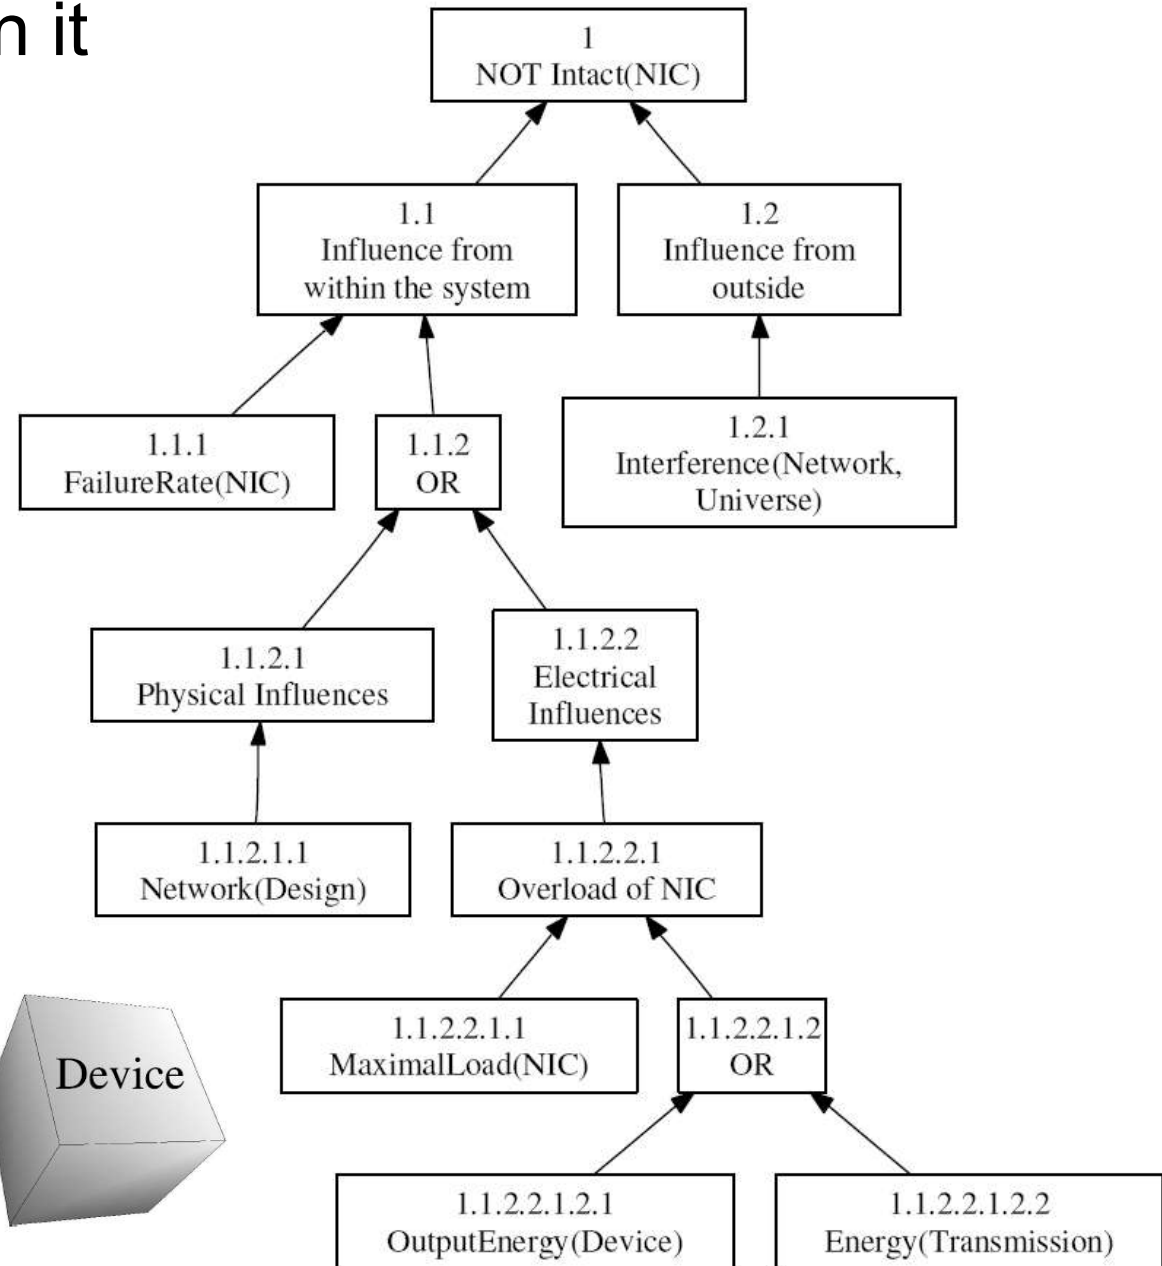 n it
1
NOT Intact(NIC)
1.1
Influence from
within the system
1.2
Influence from
outside
1.1.1
FailureRate(NIC)
1.1.2
OR
1.2.1
Interference(Network,
Universe)
1.1.2.1
Physical Influences
1.1.2.2
Electrical
Influences
1.1.2.1.1
Network(Design)
1.1.2.2.1
Overload of NIC
1.1.2.2.1.1
MaximalLoad(NIC)
1.1.2.2.1.2
OR
Device
1.1.2.2.1.2.1
OutputEnergy(Device)
1.1.2.2.1.2.2
Energy(Transmission)